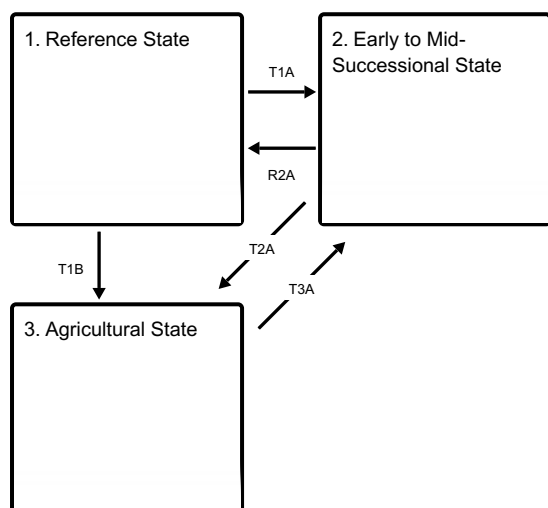 1. Reference State
2. Early to Mid-
Successional State
T1A
R2A
T2A
T1B
T3A
3. Agricultural State